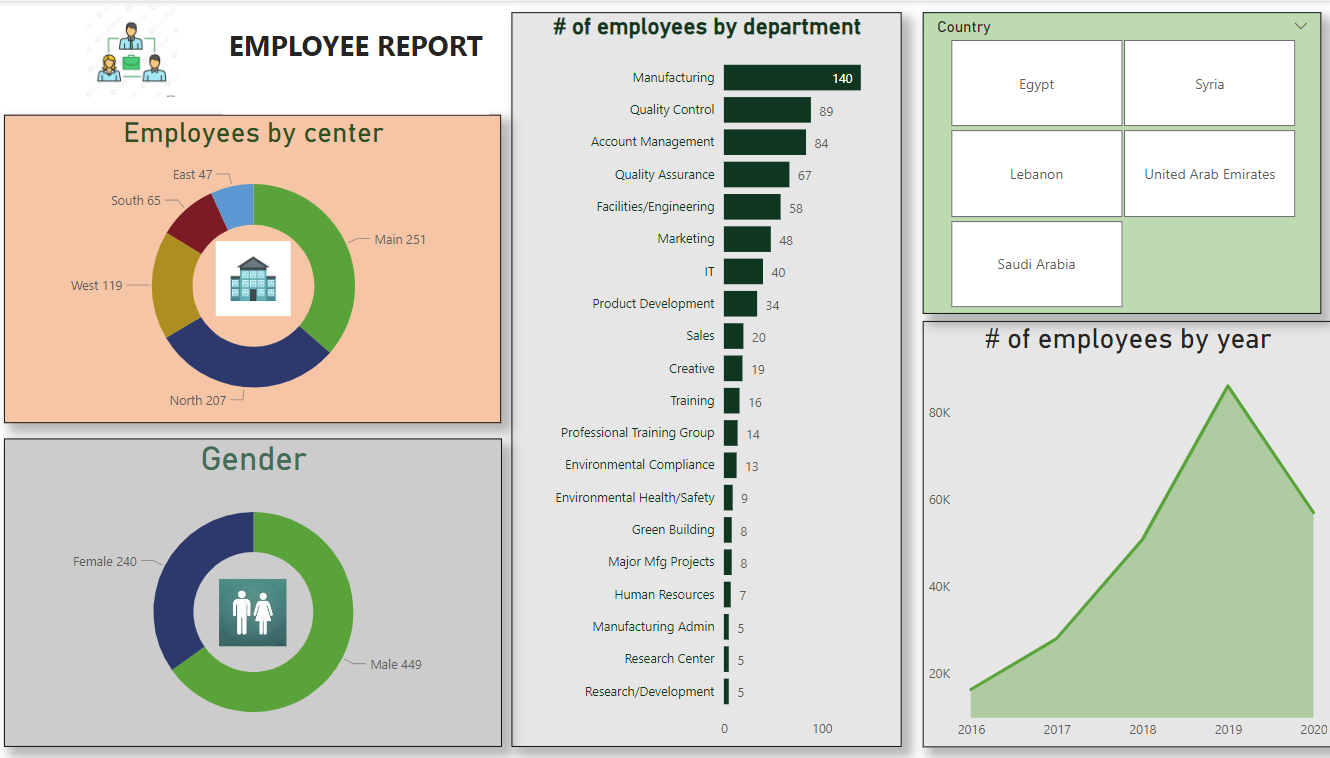 EMPLOYEE REPORT
Employees by center
East 47
South 65
Main 251
West 119
North 207
Gender
Female 240
Male 449
# of employees by department
Manufacturing 140
Quality Control 89
Account Management 84
Quality Assurance 67
Facilities/Engineering 58
Marketing 48
IT 40
Product Development 34
Sales 20
Creative 19
Training 16
Professional Training Group 14
Environmental Compliance 13
Environmental Health/Safety 9
Green Building 8
Major Mfg Projects 8
Human Resources 7
Manufacturing Admin 5
Research Center 5
Research/Development 5
0 100
Country
Egypt Syria
Lebanon United Arab Emirates
Saudi Arabia
# of employees by year
80K
60K
40K
20K
2016 2017 2018 2019 2020